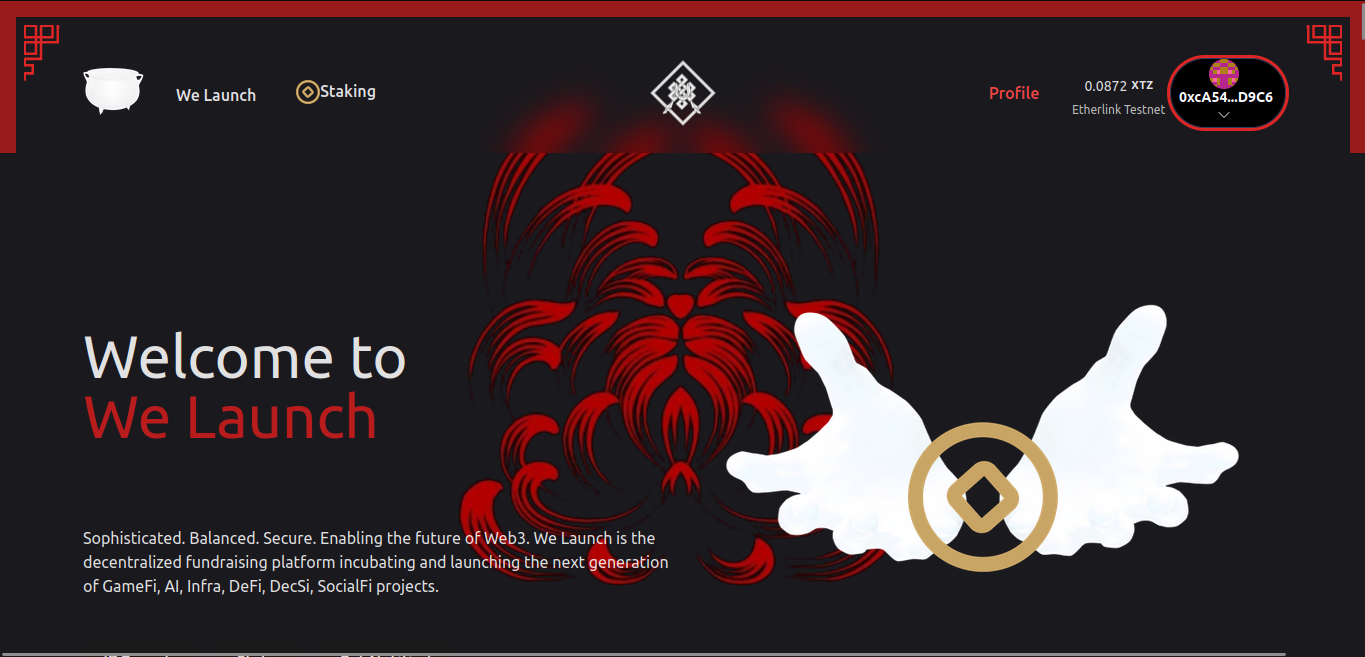 We Launch
Staking
Profile
0.0872 XTZ
Etherlink Testnet
0xcA54...D9C6
Welcome to
We Launch
Sophisticated. Balanced. Secure. Enabling the future of Web3. We Launch is the
decentralized fundraising platform incubating and launching the next generation
of GameFi, AI, Infra, DeFi, DecSi, SocialFi projects.